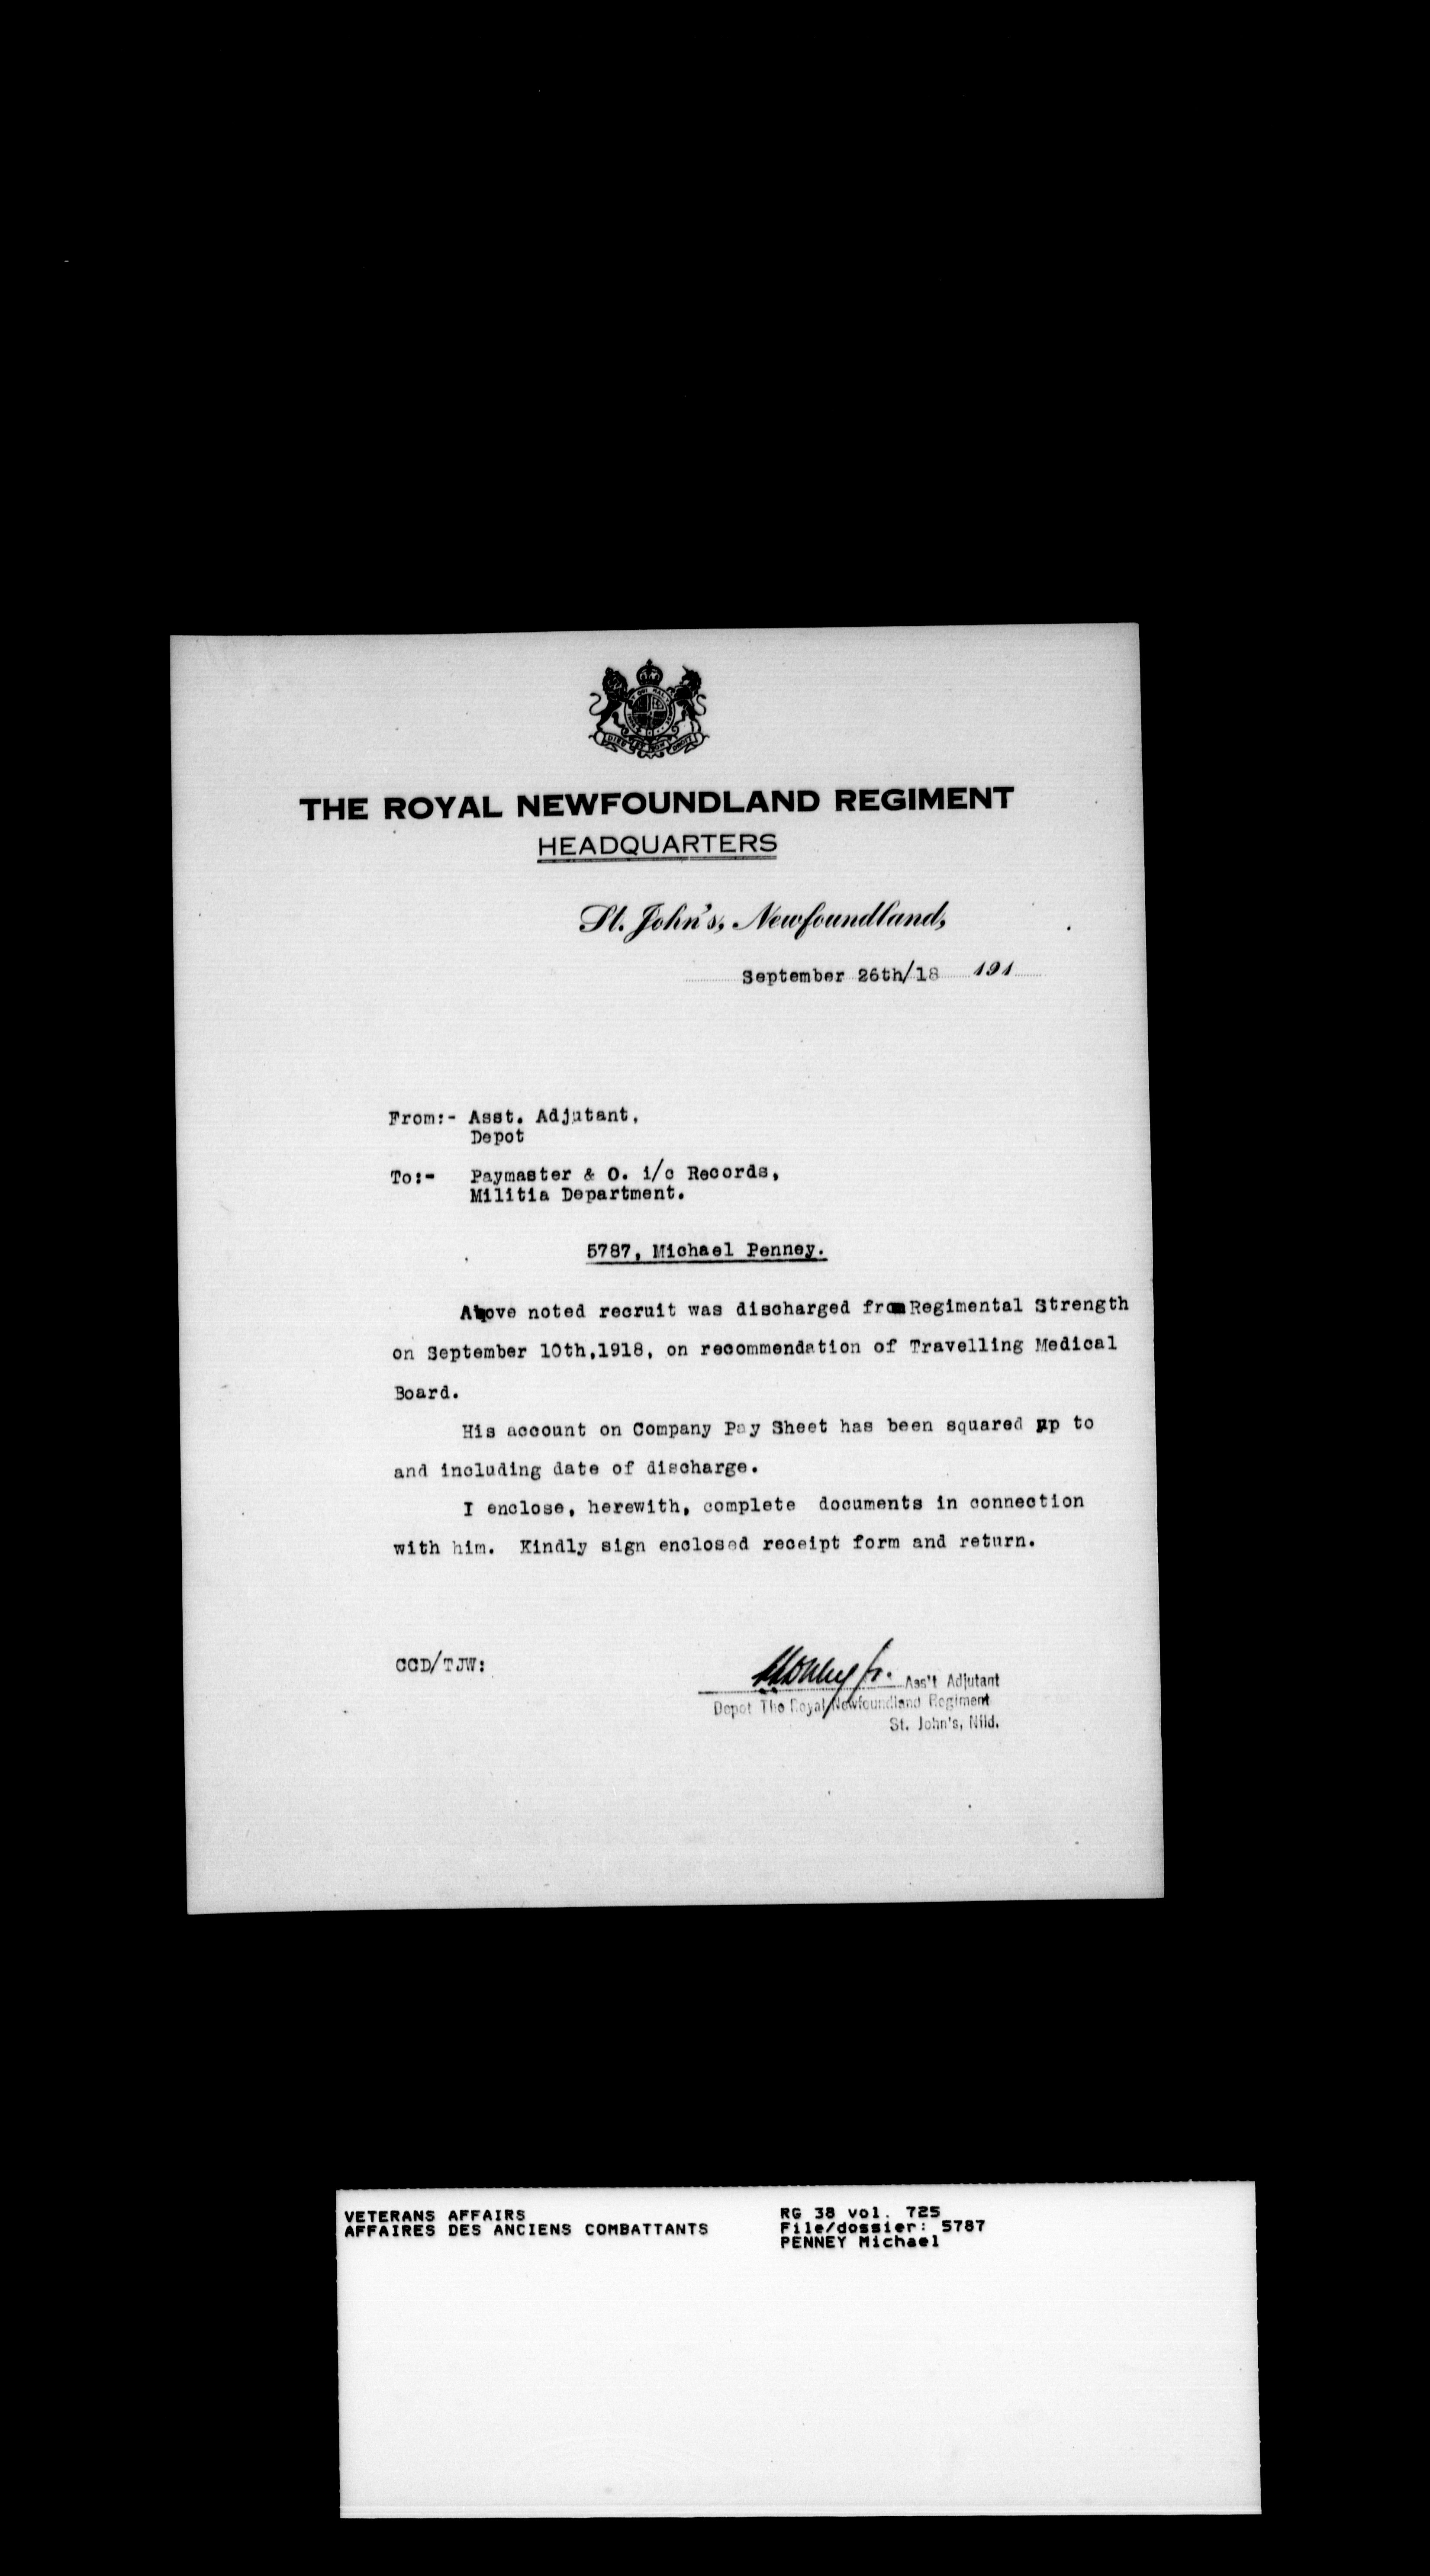 THE ROYAL NEWFOUNDLAND REGIMENT
HEADQUARTERS
St. John's, Newfoundland,
September 26th/18 191
From:- Asst. Adjutant,
Depot
To:- Paymaster & O. i/c Records,
Militia Department.
5787, Michael Penney.
Above noted recruit was discharged from Regimental Strength
on September 10th,1918, on recommendation of Travelling Medical
Board.
His account on Company Pay Sheet has been squared up to
and including date of discharge.
I enclose, herewith, complete documents in connection
with him. Kindly sign enclosed receipt form and return.
CCD/TJW:
Ass't Adjutant
Depot The Royal Newfoundland Regiment
St. John's, Nfld.
VETERANS AFFAIRS
AFFAIRES DES ANCIENS COMBATTANTS
RG 38 vol. 725
File/dossier: 5787
PENNEY Michael